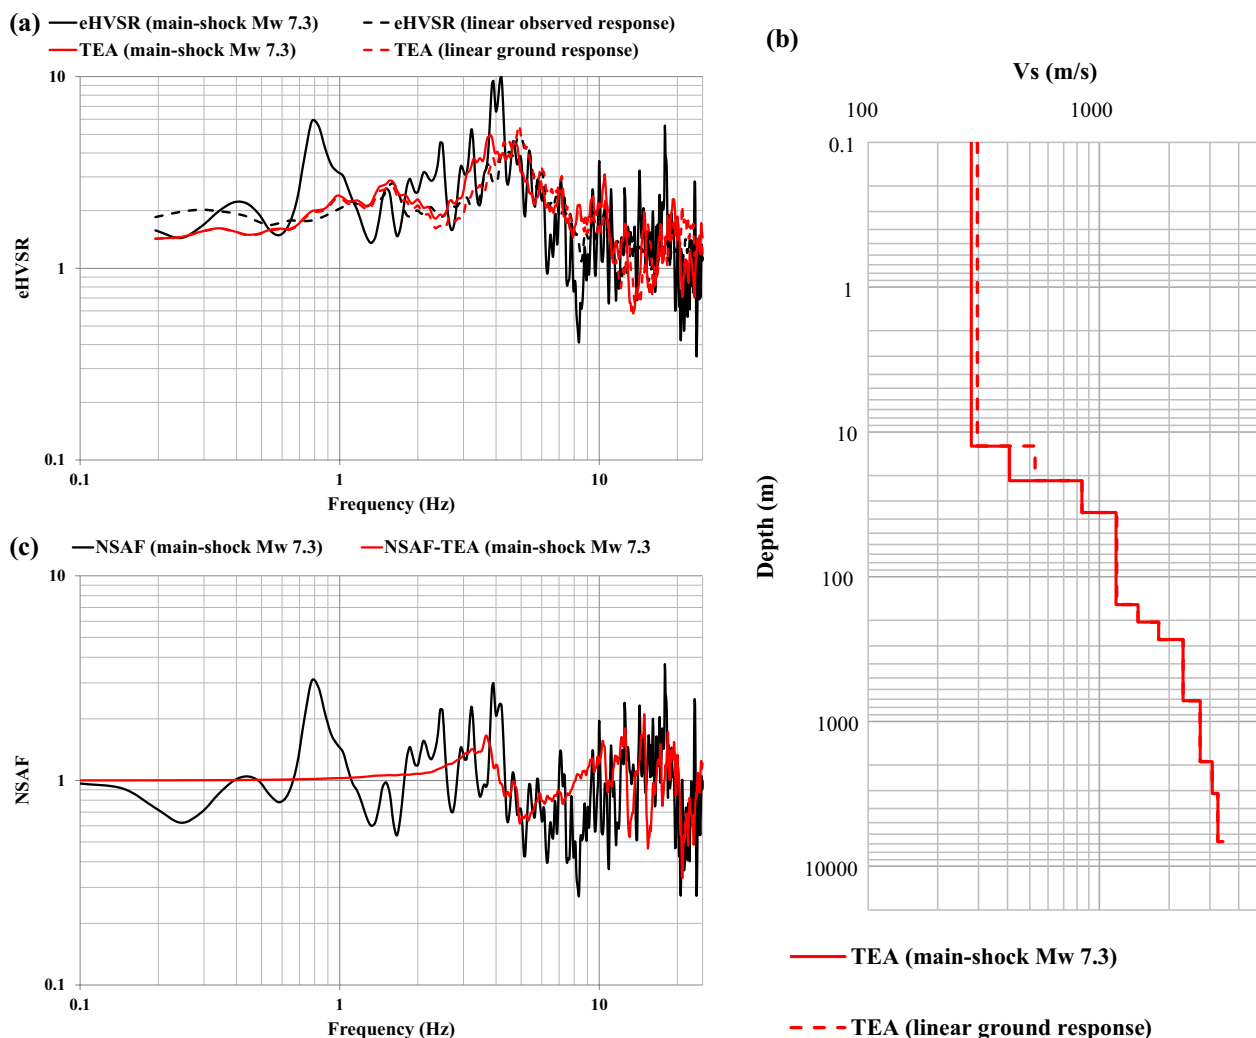 (a)
eHVSR (main-shock Mw 7.3)
eHVSR (linear observed response)
TEA (main-shock Mw 7.3)
TEA (linear ground response)
10
1
0.1
eHVSR
0.1
1
10
Frequency (Hz)
(c)
NSAF (main-shock Mw 7.3)
NSAF-TEA (main-shock Mw 7.3
10
1
0.1
NSAF
0.1
1
10
Frequency (Hz)
(b)
Vs (m/s)
100
1000
0.1
1
10
100
1000
10000
Depth (m)
TEA (main-shock Mw 7.3)
TEA (linear ground response)